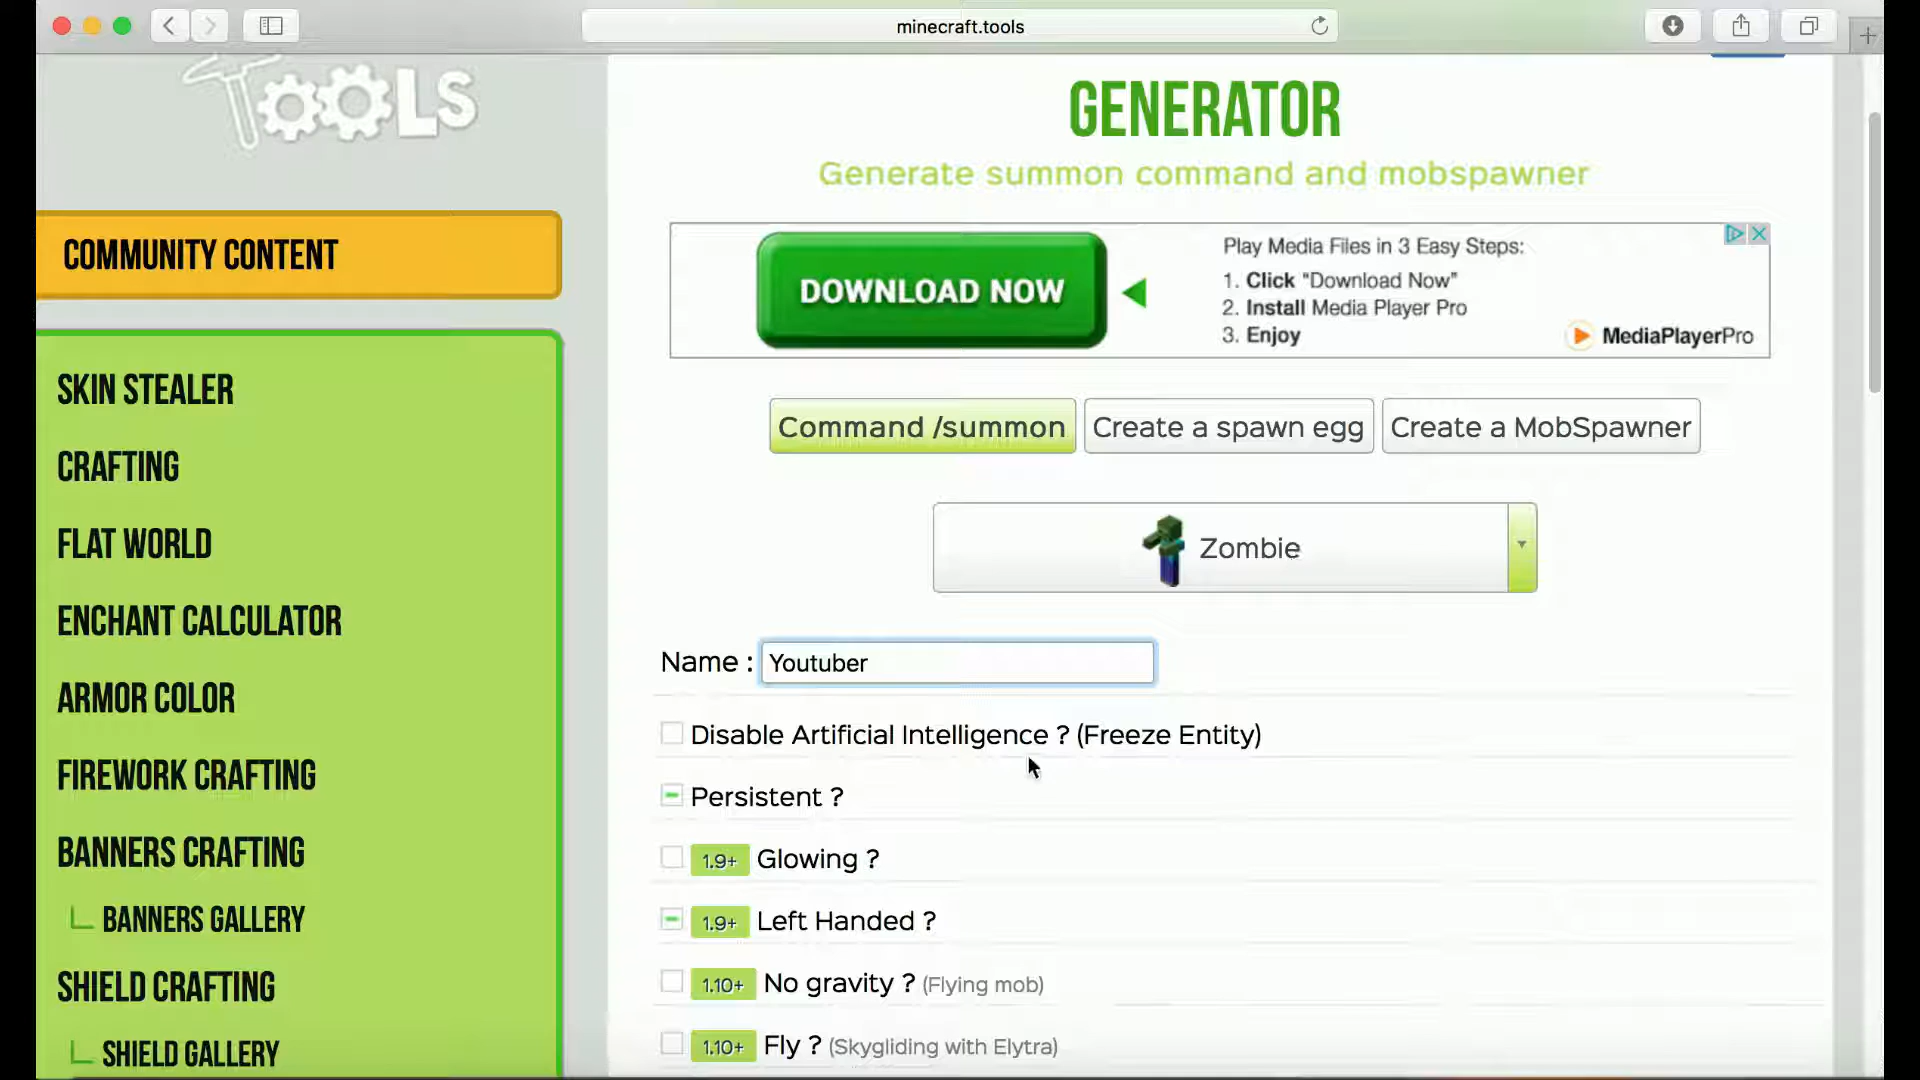 minecraft.tools
TOOLS
COMMUNITY CONTENT
SKIN STEALER
CRAFTING
FLAT WORLD
ENCHANT CALCULATOR
ARMOR COLOR
FIREWORK CRAFTING
BANNERS CRAFTING
BANNERS GALLERY
SHIELD CRAFTING
SHIELD GALLERY
GENERATOR
Generate summon command and mobspawner
DOWNLOAD NOW
Play Media Files in 3 Easy Steps:
1. Click "Download Now"
2. Install Media Player Pro
3. Enjoy
MediaPlayerPro
Command /summon
Create a spawn egg
Create a MobSpawner
Zombie
Name : Youtuber
Disable Artificial Intelligence ? (Freeze Entity)
Persistent ?
1.9+ Glowing ?
1.9+ Left Handed ?
1.10+ No gravity ? (Flying mob)
1.10+ Fly ? (Skygliding with Elytra)